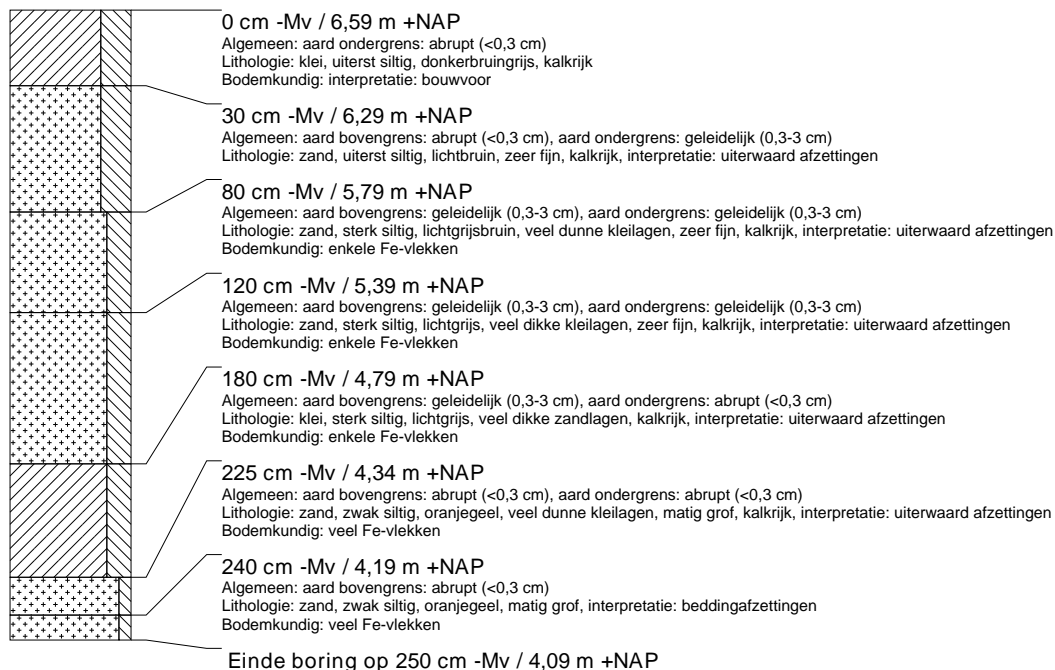 0 cm -Mv / 6,59 m +NAP
Algemeen: aard ondergrens: abrupt (<0,3 cm)
Lithologie: klei, uiterst siltig, donkerbruingrijs, kalkrijk
Bodemkundig: interpretatie: bouwvoor
30 cm -Mv / 6,29 m +NAP
Algemeen: aard bovengrens: abrupt (<0,3 cm), aard ondergrens: geleidelijk (0,3-3 cm)
Lithologie: zand, uiterst siltig, lichtbruin, zeer fijn, kalkrijk, interpretatie: uiterwaard afzettingen
80 cm -Mv / 5,79 m +NAP
Algemeen: aard bovengrens: geleidelijk (0,3-3 cm), aard ondergrens: geleidelijk (0,3-3 cm)
Lithologie: zand, sterk siltig, lichtgrijsbruin, veel dunne kleilagen, zeer fijn, kalkrijk, interpretatie: uiterwaard afzettingen
Bodemkundig: enkele Fe-vlekken
120 cm -Mv / 5,39 m +NAP
Algemeen: aard bovengrens: geleidelijk (0,3-3 cm), aard ondergrens: geleidelijk (0,3-3 cm)
Lithologie: zand, sterk siltig, lichtgrijs, veel dikke kleilagen, zeer fijn, kalkrijk, interpretatie: uiterwaard afzettingen
Bodemkundig: enkele Fe-vlekken
180 cm -Mv / 4,79 m +NAP
Algemeen: aard bovengrens: geleidelijk (0,3-3 cm), aard ondergrens: abrupt (<0,3 cm)
Lithologie: klei, sterk siltig, lichtgrijs, veel dikke zandlagen, kalkrijk, interpretatie: uiterwaard afzettingen
Bodemkundig: enkele Fe-vlekken
225 cm -Mv / 4,34 m +NAP
Algemeen: aard bovengrens: abrupt (<0,3 cm), aard ondergrens: abrupt (<0,3 cm)
Lithologie: zand, zwak siltig, oranjegeel, veel dunne kleilagen, matig grof, kalkrijk, interpretatie: uiterwaard afzettingen
Bodemkundig: veel Fe-vlekken
240 cm -Mv / 4,19 m +NAP
Algemeen: aard bovengrens: abrupt (<0,3 cm)
Lithologie: zand, zwak siltig, oranjegeel, matig grof, interpretatie: beddingafzettingen
Bodemkundig: veel Fe-vlekken
Einde boring op 250 cm -Mv / 4,09 m +NAP